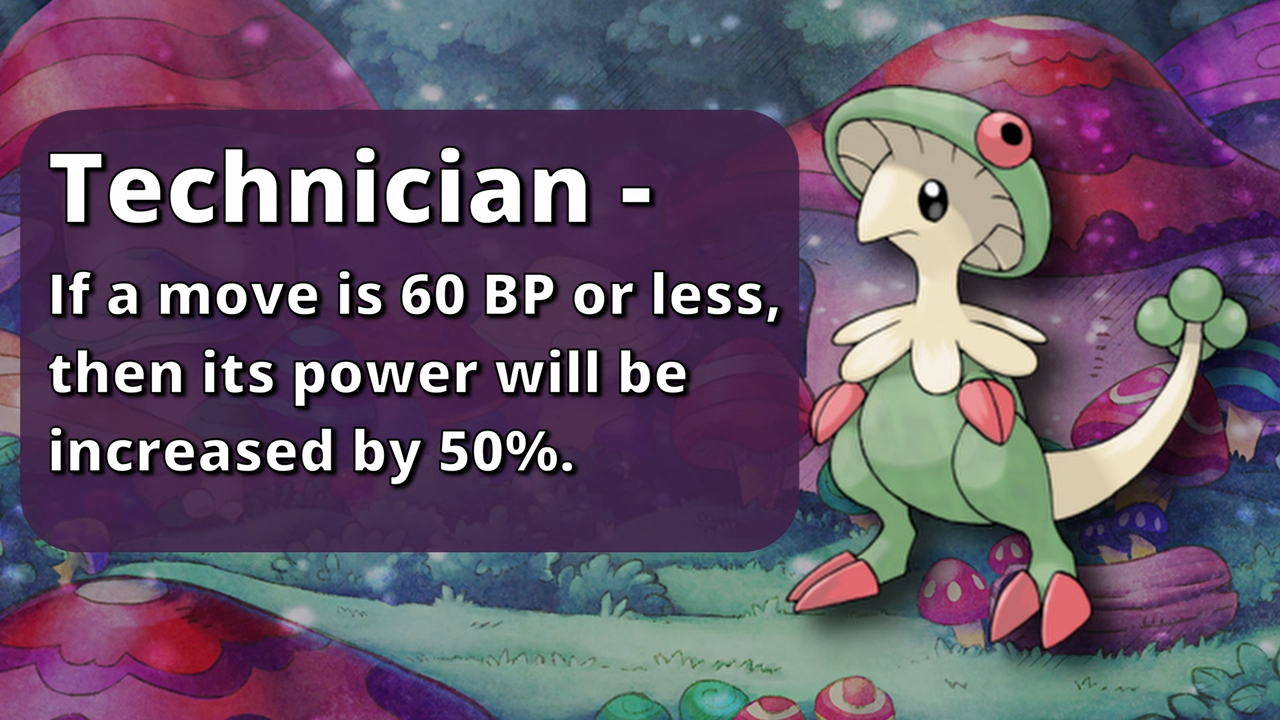 Technician -
If a move is 60 BP or less,
then its power will be
increased by 50%.